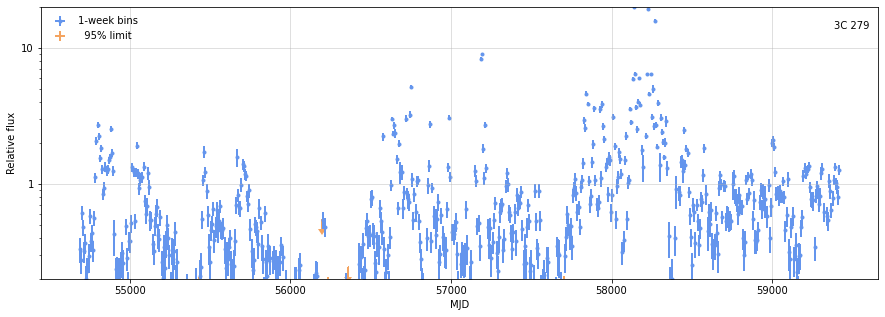 1-week bins
95% limit
3C 279
Relative flux
10
1
55000 56000 57000 58000 59000
MJD